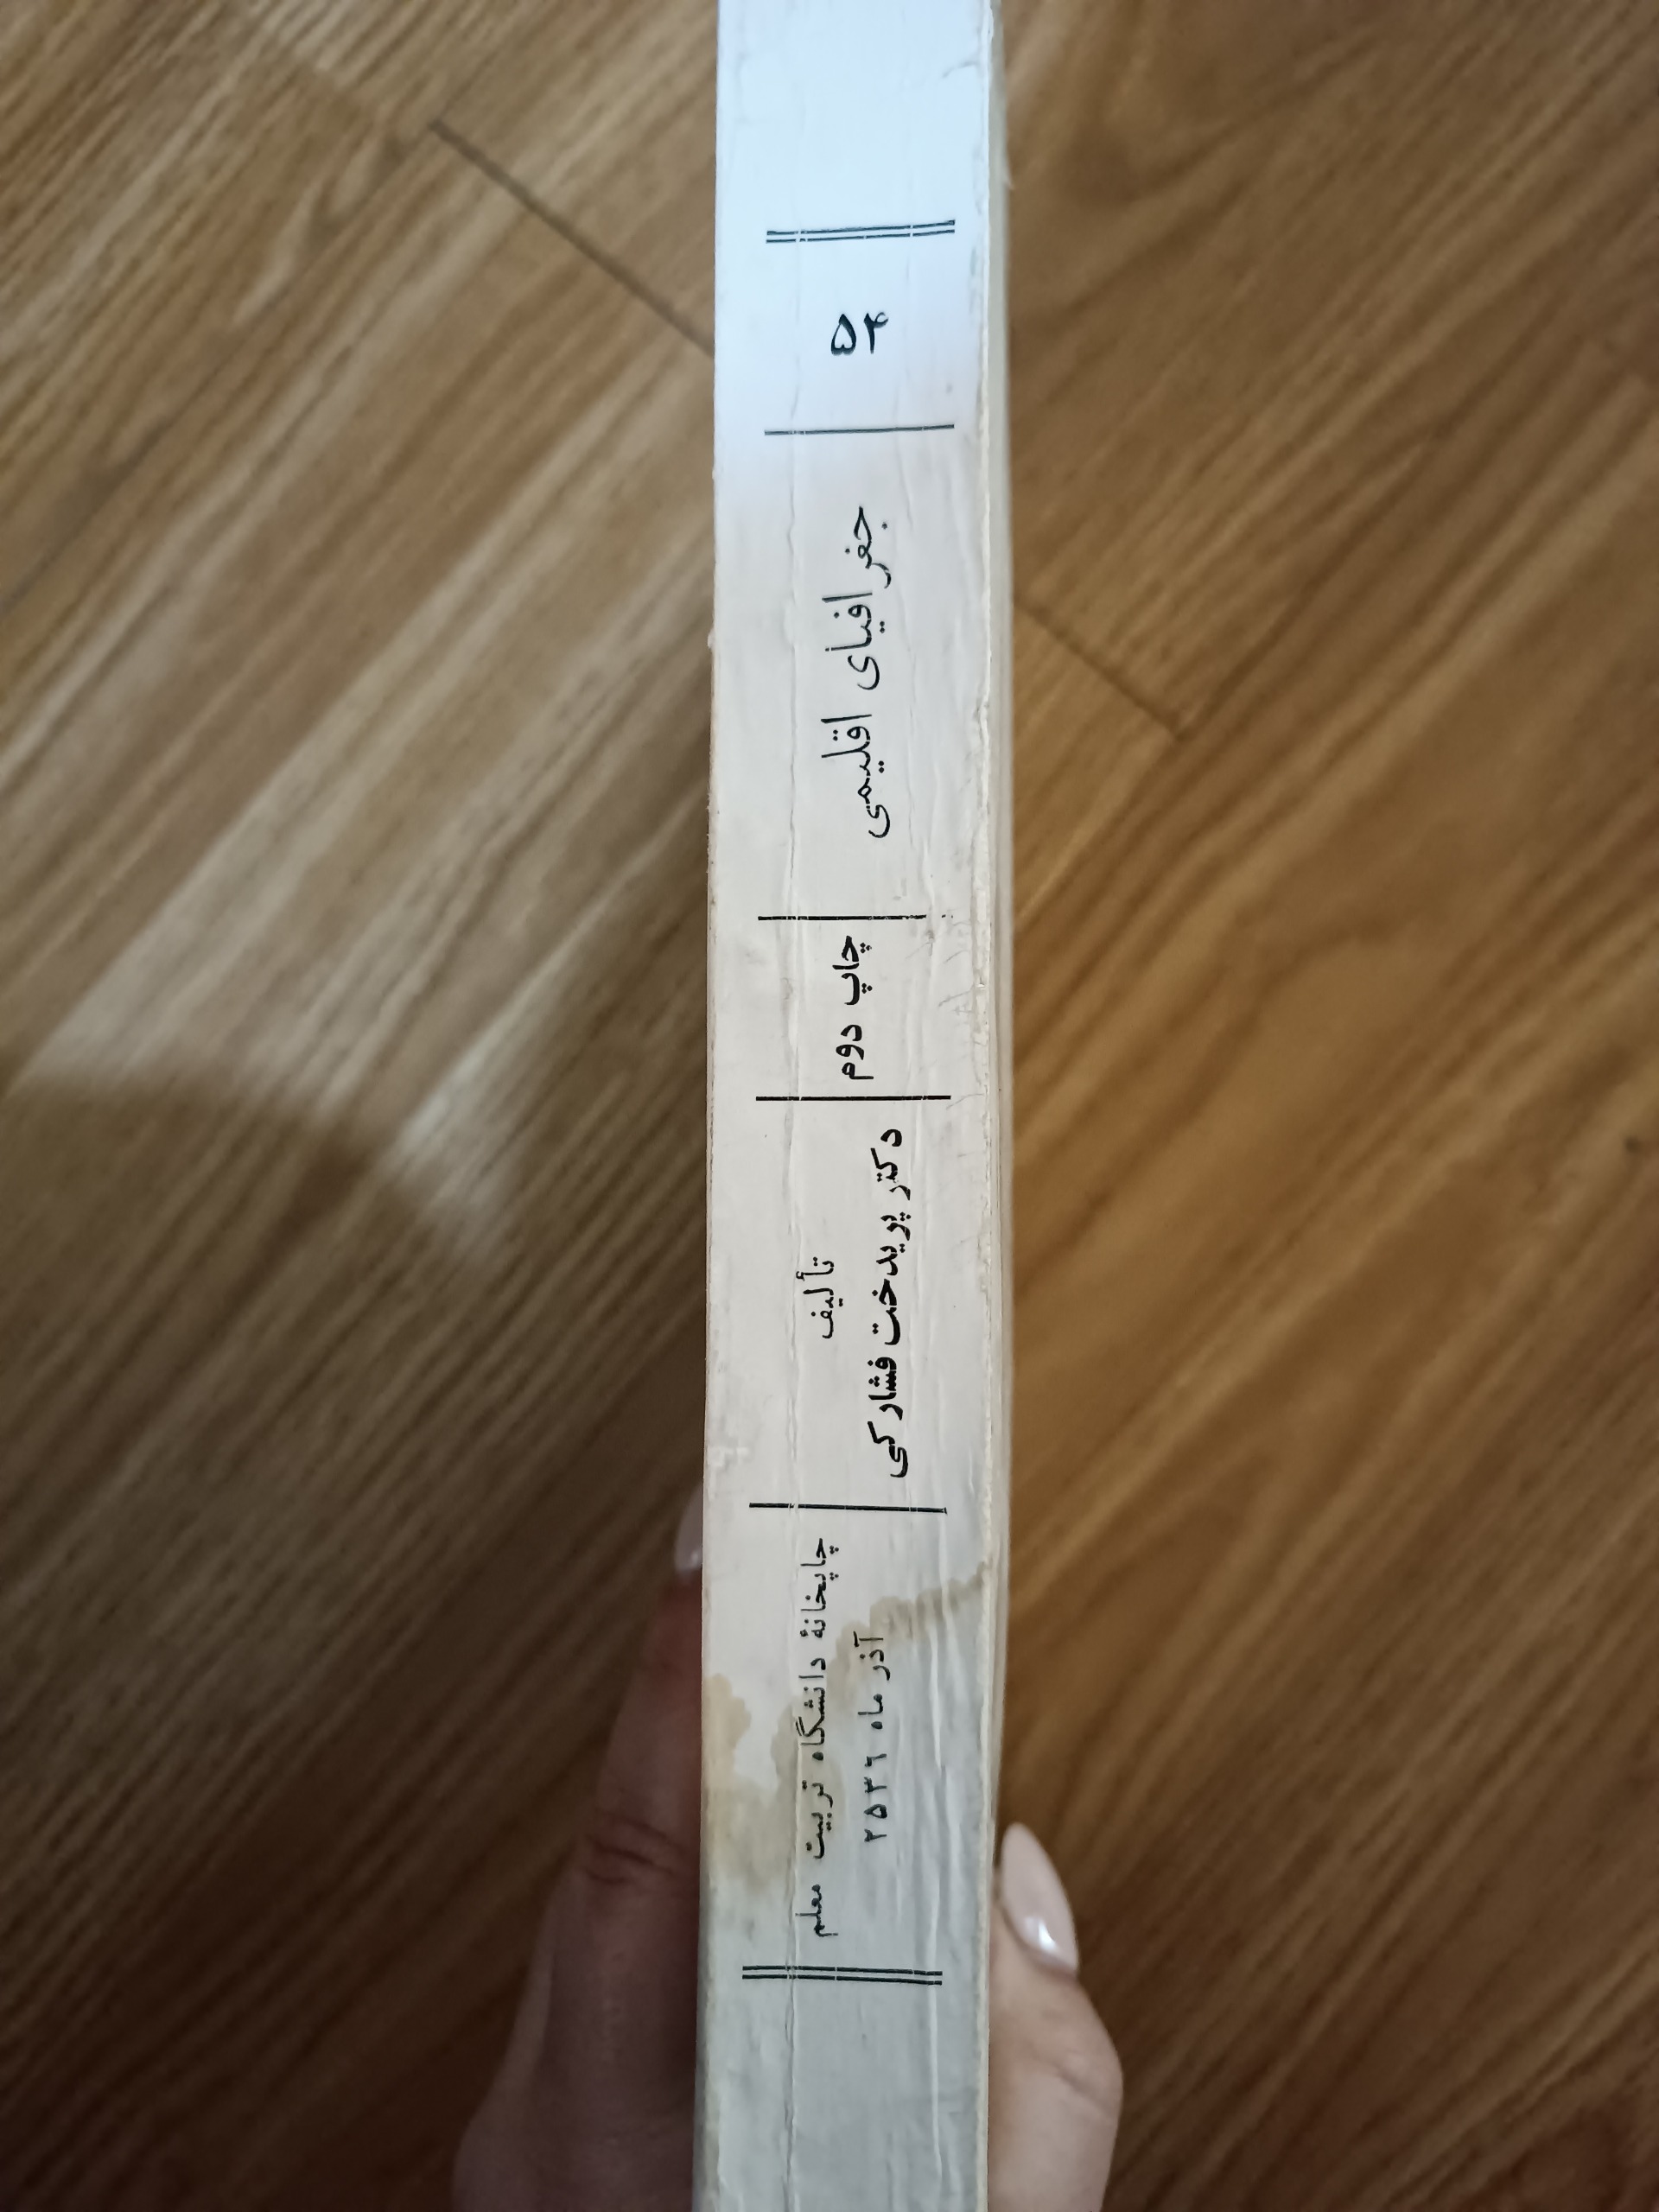 ۵۴
جغرافیای اقلیمی
چاپ دوم
تألیف
دکتر پریدخت فشارکی
چاپخانهٔ دانشگاه تربیت معلم
آذر ماه ۲۵۳۶